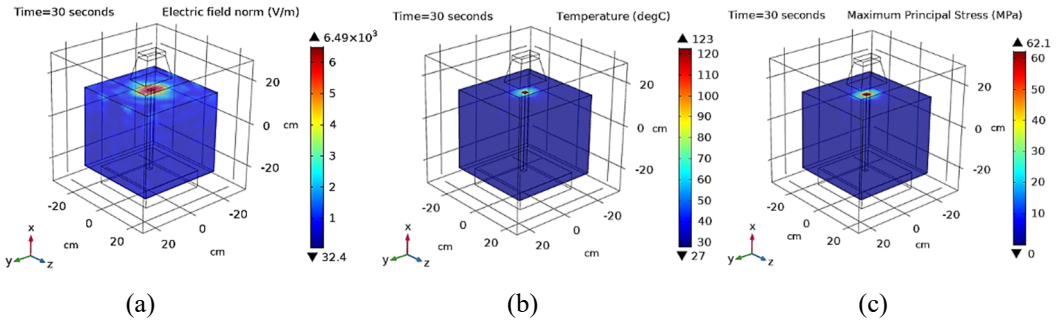 Time=30 seconds Electric field norm (V/m)
▲ 6.49×10³
6
5
4
3
2
1
▼ 32.4
20
0 cm
-20
-20
0
cm 20
-20
0
20 cm
x
y z
(a)
Time=30 seconds Temperature (degC)
▲ 123
120
110
100
90
80
70
60
50
40
30
▼ 27
20
0 cm
-20
-20
0
cm 20
-20
0
20 cm
x
y z
(b)
Time=30 seconds Maximum Principal Stress (MPa)
▲ 62.1
60
50
40
30
20
10
0
▼ 0
20
0 cm
-20
-20
0
cm 20
-20
0
20 cm
x
y z
(c)